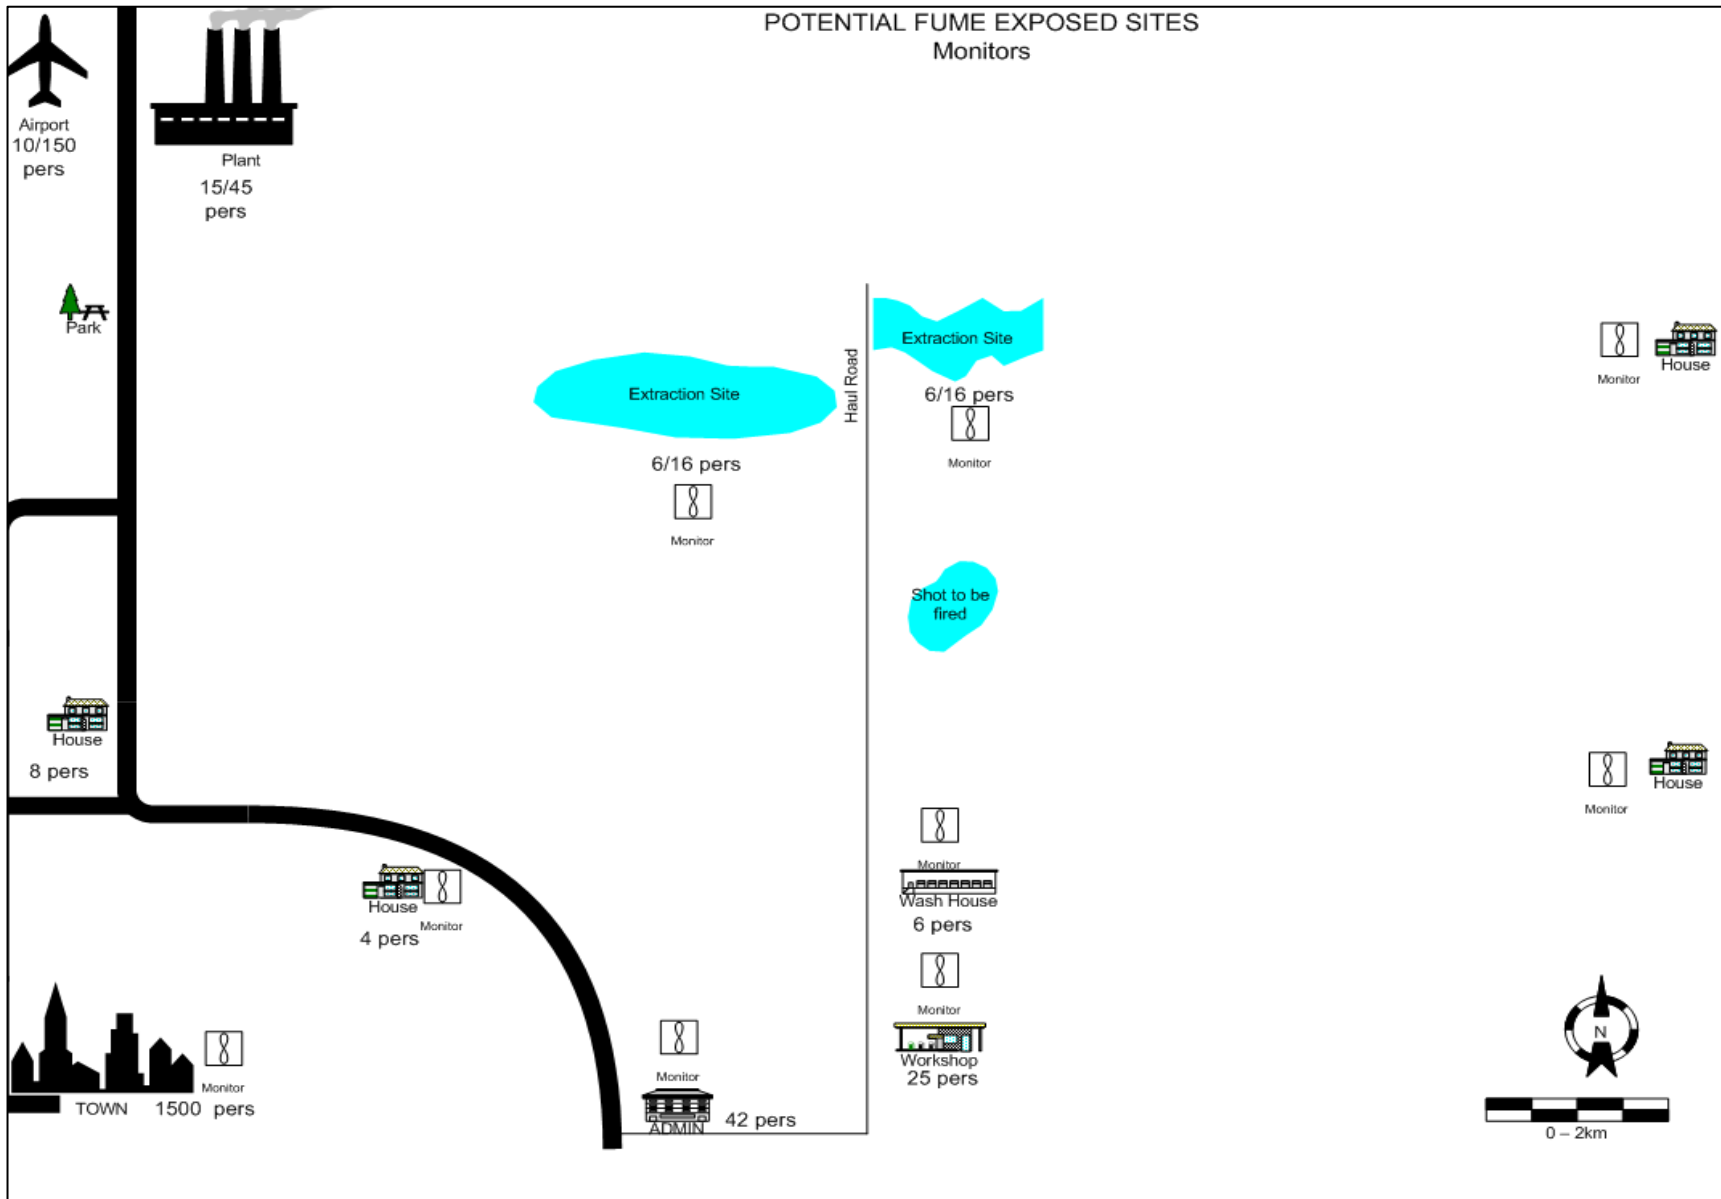 POTENTIAL FUME EXPOSED SITES
Monitors
Airport
10/150
pers
Plant
15/45
pers
Park
Haul Road
Extraction Site
6/16 pers
Monitor
Extraction Site
6/16 pers
Monitor
Monitor
House
Shot to be
fired
House
8 pers
Monitor
House
Monitor
Wash House
6 pers
House
Monitor
4 pers
Monitor
Workshop
25 pers
Monitor
TOWN 1500 pers
Monitor
ADMIN
42 pers
N
0 – 2km